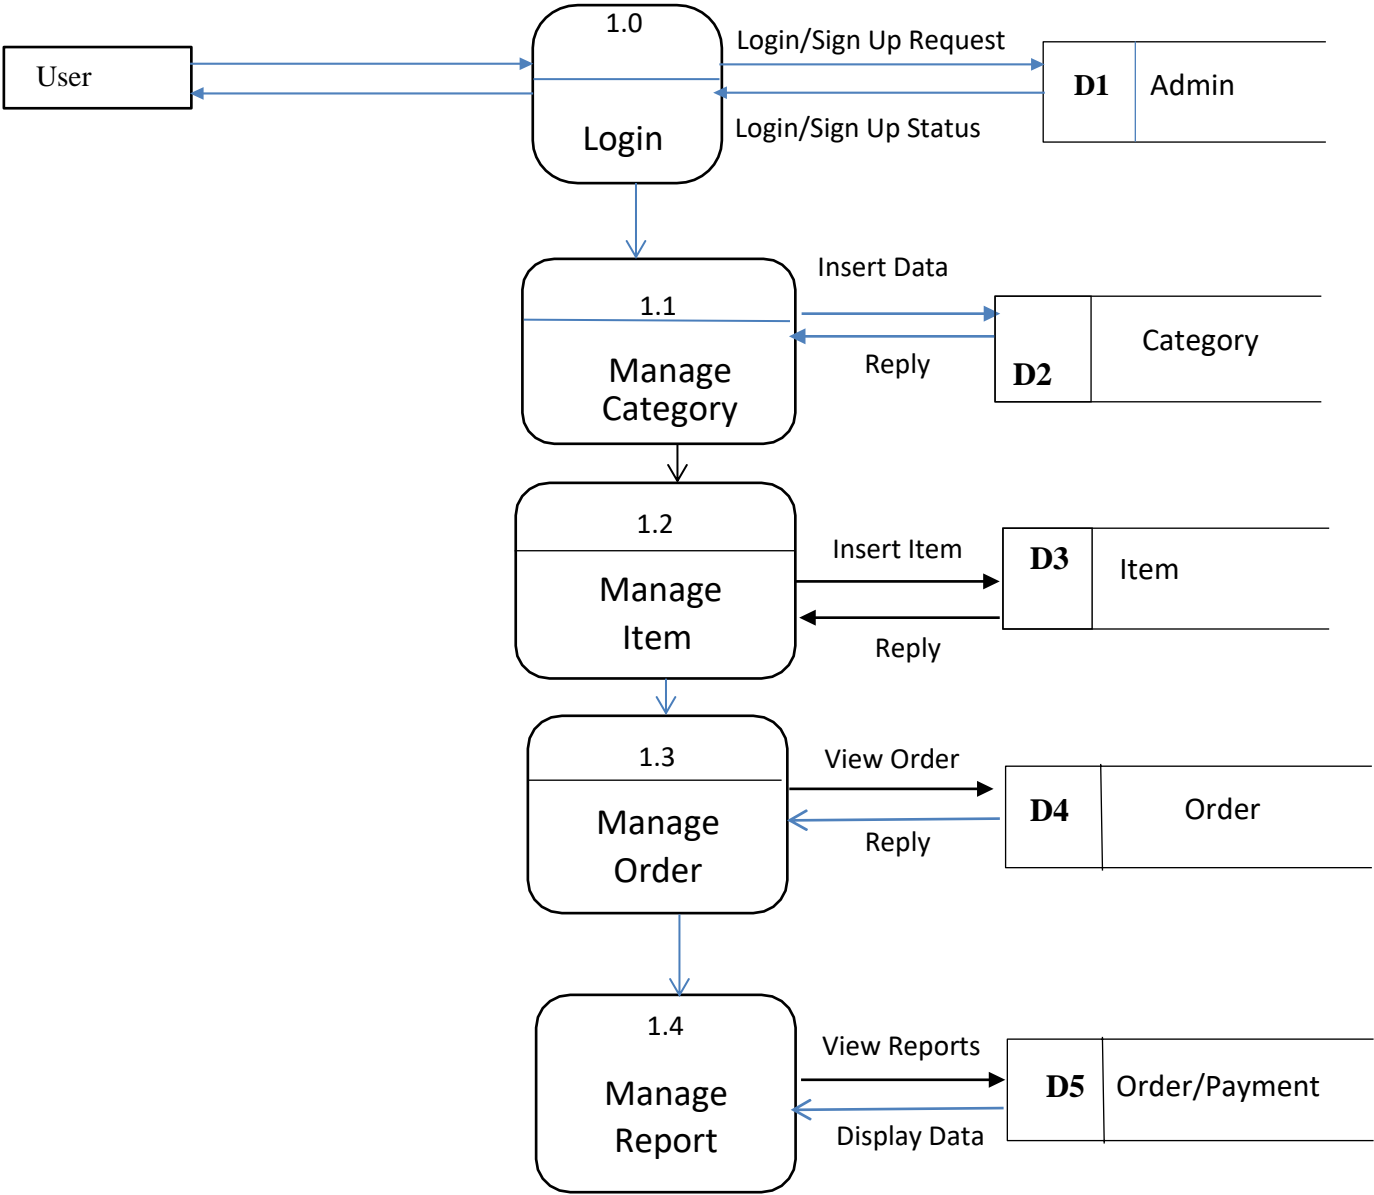 1.0
Login/Sign Up Request
User
D1 Admin
Login
Login/Sign Up Status
Insert Data
1.1
Category
Manage
Category
Reply
D2
1.2
Insert Item
D3
Item
Manage
Item
Reply
1.3
View Order
Manage
Order
D4
Order
Reply
1.4
View Reports
Manage
Report
D5 Order/Payment
Display Data